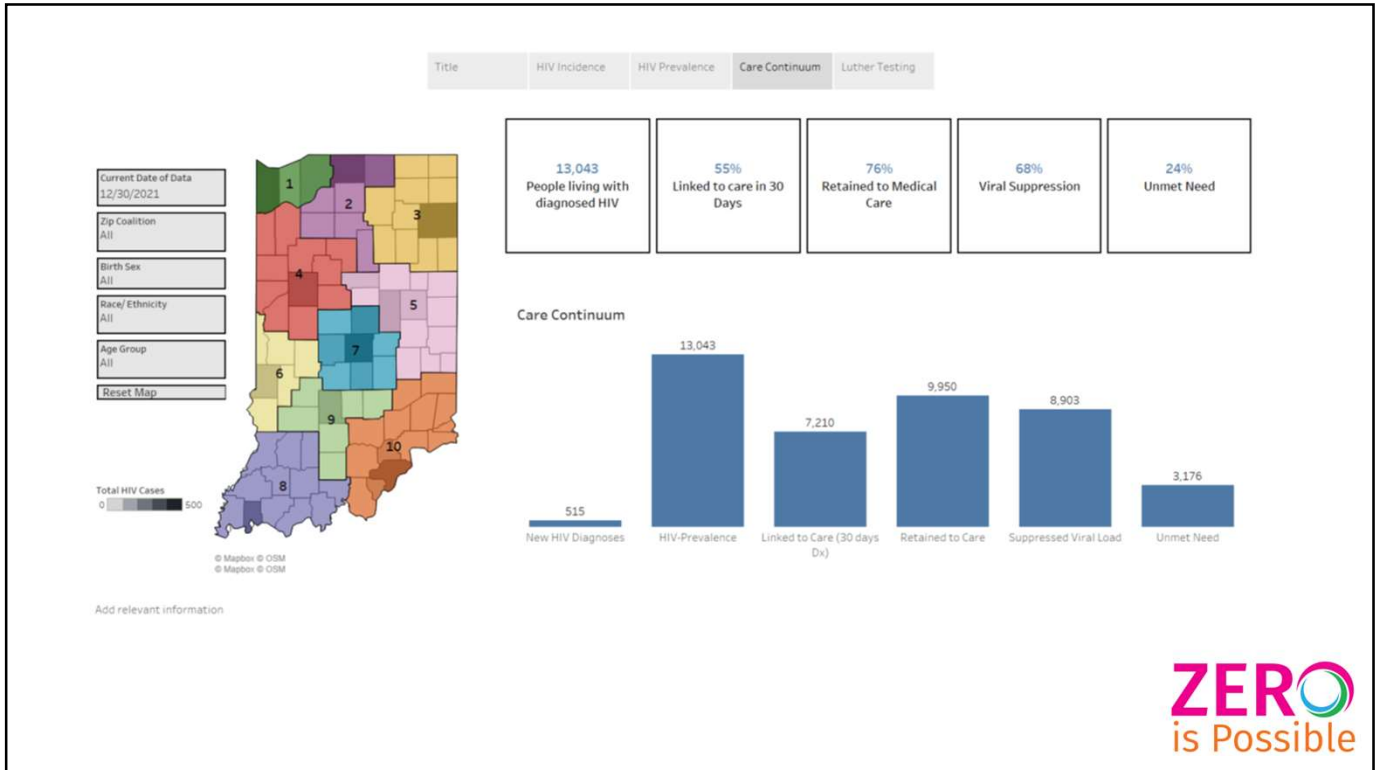 Title
HIV Incidence
HIV Prevalence
Care Continuum
Luther Testing
Current Date of Data
12/30/2021
Zip Coalition
All
Birth Sex
All
Race/ Ethnicity
All
Age Group
All
Reset Map
1
2
3
4
5
7
6
9
10
8
Total HIV Cases
0
500
© Mapbox © OSM
© Mapbox © OSM
Add relevant information
13,043
People living with
diagnosed HIV
55%
Linked to care in 30
Days
76%
Retained to Medical
Care
68%
Viral Suppression
24%
Unmet Need
Care Continuum
515
13,043
7,210
9,950
8,903
3,176
New HIV Diagnoses
HIV-Prevalence
Linked to Care (30 days
Dx)
Retained to Care
Suppressed Viral Load
Unmet Need
ZERO
is Possible